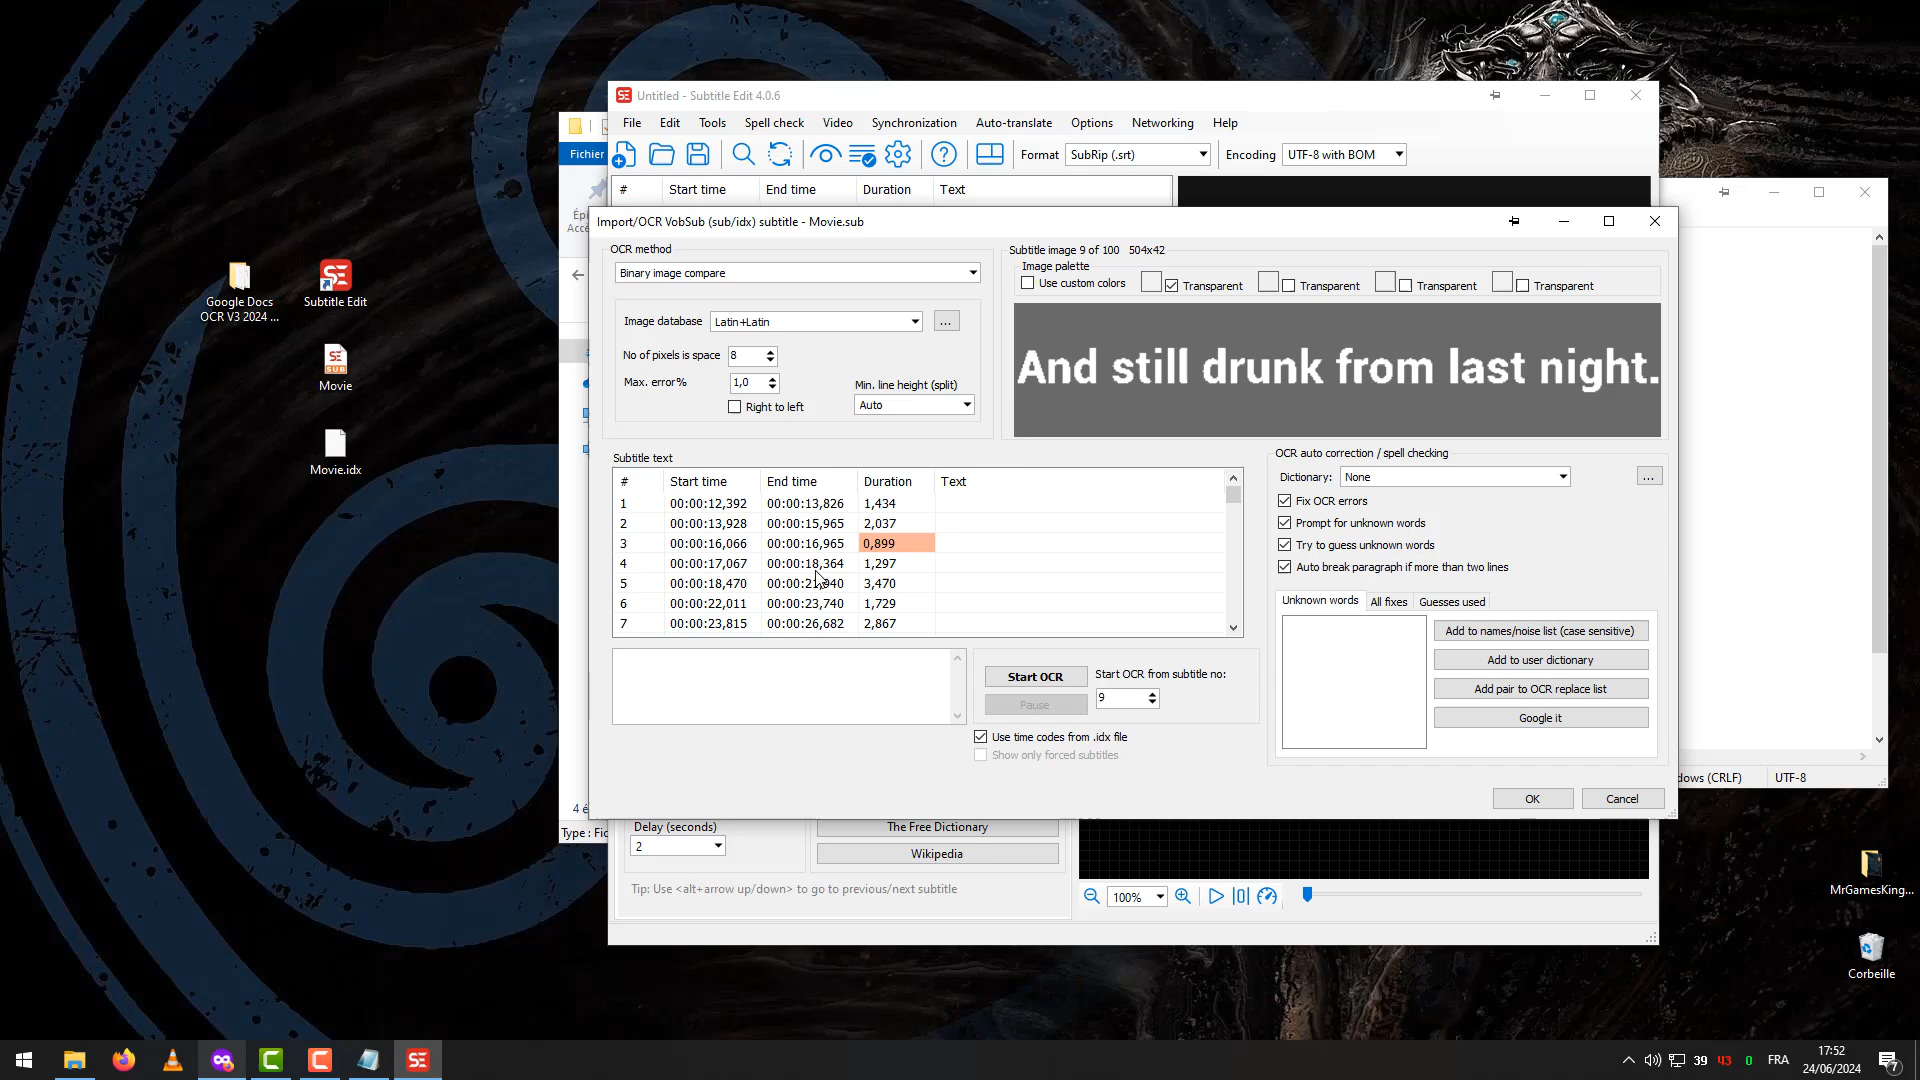 Untitled - Subtitle Edit 4.0.6
File Edit Tools Spell check Video Synchronization Auto-translate Options Networking Help
Fichier
Format SubRip (.srt) Encoding UTF-8 with BOM
# Start time End time Duration Text
Import/OCR VobSub (sub/idx) subtitle - Movie.sub
OCR method
Binary image compare
Image database Latin+Latin ...
No of pixels is space 8
Max. error% 1,0
Right to left
Min. line height (split)
Auto
Subtitle image 9 of 100 504x42
Image palette
Use custom colors Transparent Transparent Transparent Transparent
And still drunk from last night.
Subtitle text
# Start time End time Duration Text
1 00:00:12,392 00:00:13,826 1,434
2 00:00:13,928 00:00:15,965 2,037
3 00:00:16,066 00:00:16,965 0,899
4 00:00:17,067 00:00:18,364 1,297
5 00:00:18,470 00:00:21,940 3,470
6 00:00:22,011 00:00:23,740 1,729
7 00:00:23,815 00:00:26,682 2,867
OCR auto correction / spell checking
Dictionary: None ...
Fix OCR errors
Prompt for unknown words
Try to guess unknown words
Auto break paragraph if more than two lines
Unknown words All fixes Guesses used
Add to names/noise list (case sensitive)
Add to user dictionary
Add pair to OCR replace list
Google it
Start OCR
Pause
Start OCR from subtitle no:
9
Use time codes from .idx file
Show only forced subtitles
OK Cancel
Delay (seconds)
2
The Free Dictionary
Wikipedia
Tip: Use <alt+arrow up/down> to go to previous/next subtitle
100%
(CRLF) UTF-8
Google Docs
OCR V3 2024 ...
Subtitle Edit
SE
SUB
Movie
Movie.idx
MrGamesKing...
Corbeille
39 43 0 FRA
17:52
24/06/2024
7